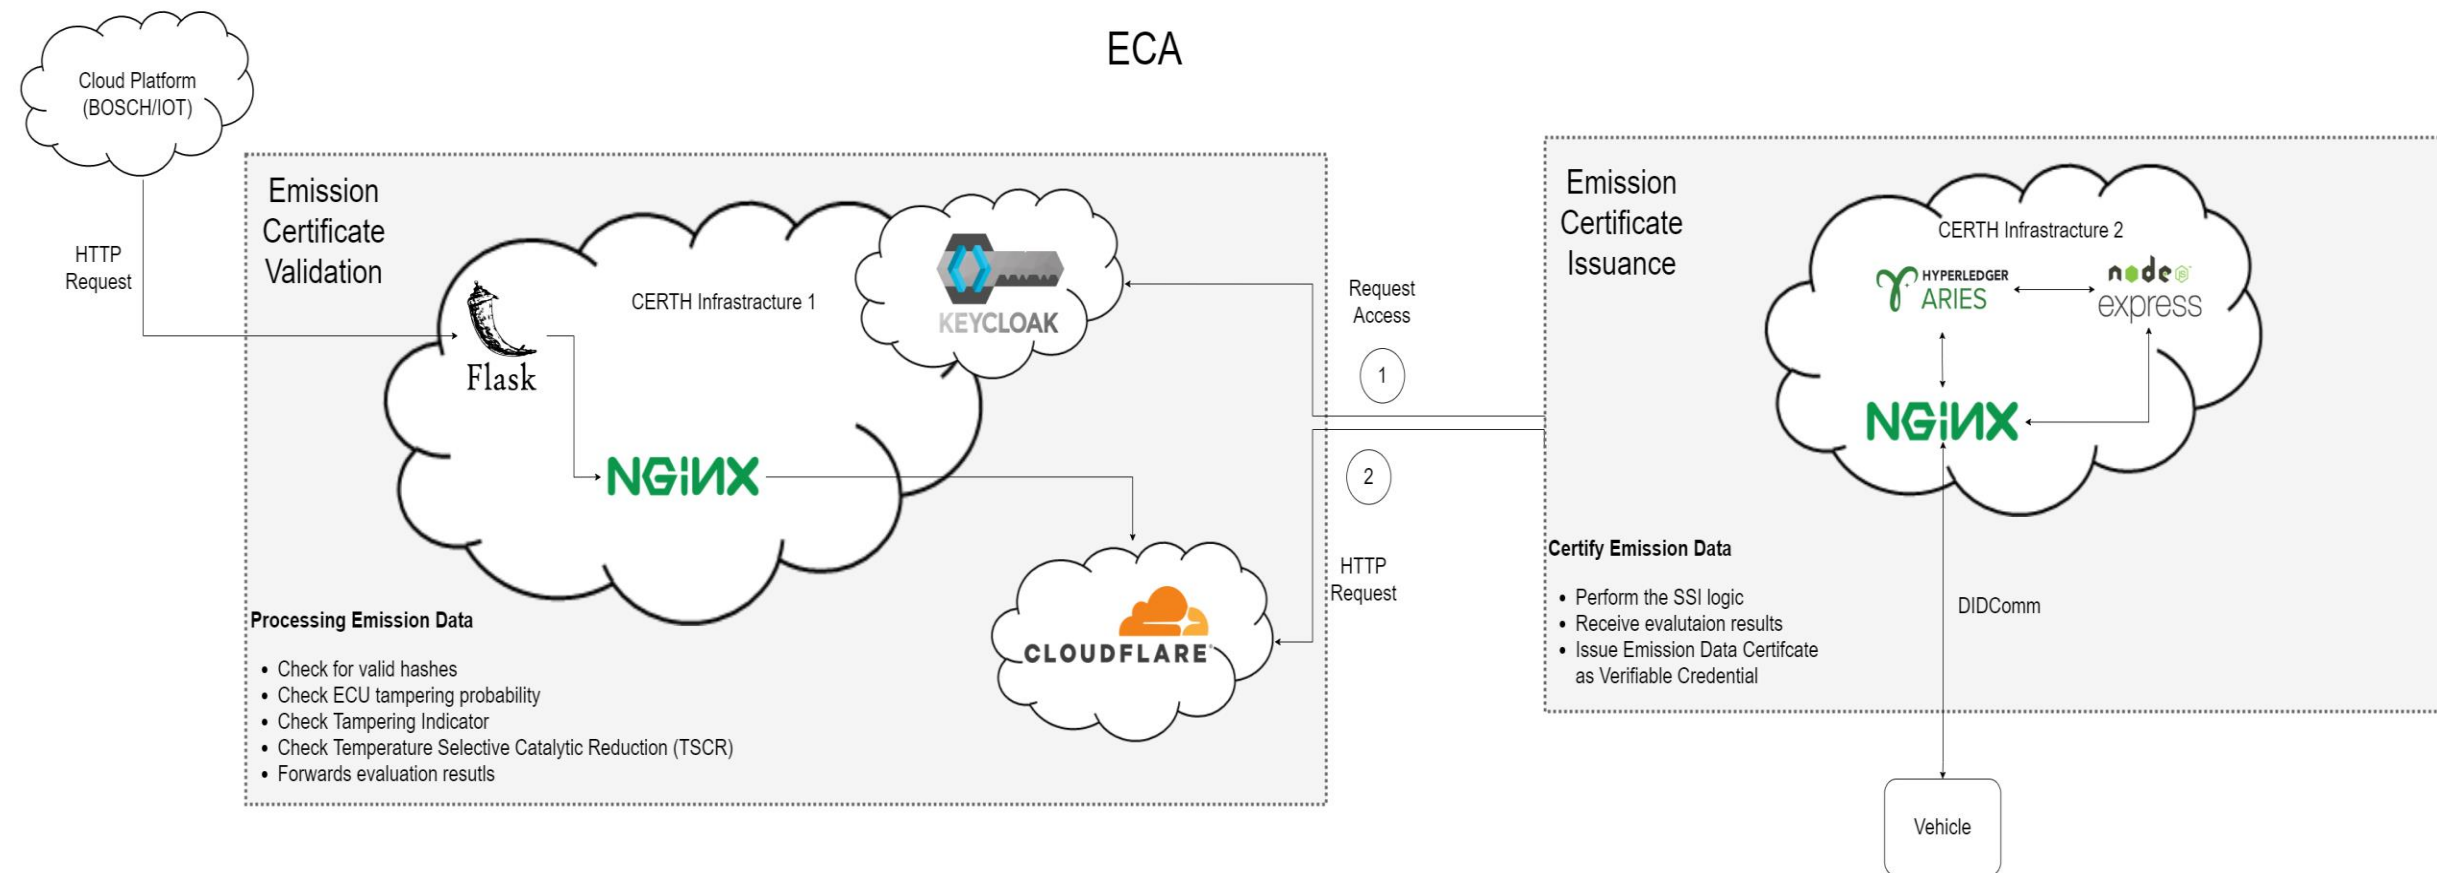 ECA
Cloud Platform
(BOSCH/IOT)
HTTP
Request
Emission
Certificate
Validation
CERTH Infrastracture 1
Flask
KEYCLOAK
NGINX
CLOUDFLARE
Processing Emission Data
• Check for valid hashes
• Check ECU tampering probability
• Check Tampering Indicator
• Check Temperature Selective Catalytic Reduction (TSCR)
• Forwards evaluation resutls
Request
Access
1
2
HTTP
Request
Emission
Certificate
Issuance
CERTH Infrastracture 2
HYPERLEDGER
ARIES
node JS
express
NGINX
Certify Emission Data
• Perform the SSI logic
• Receive evalutaion results
• Issue Emission Data Certifcate
as Verifiable Credential
DIDComm
Vehicle